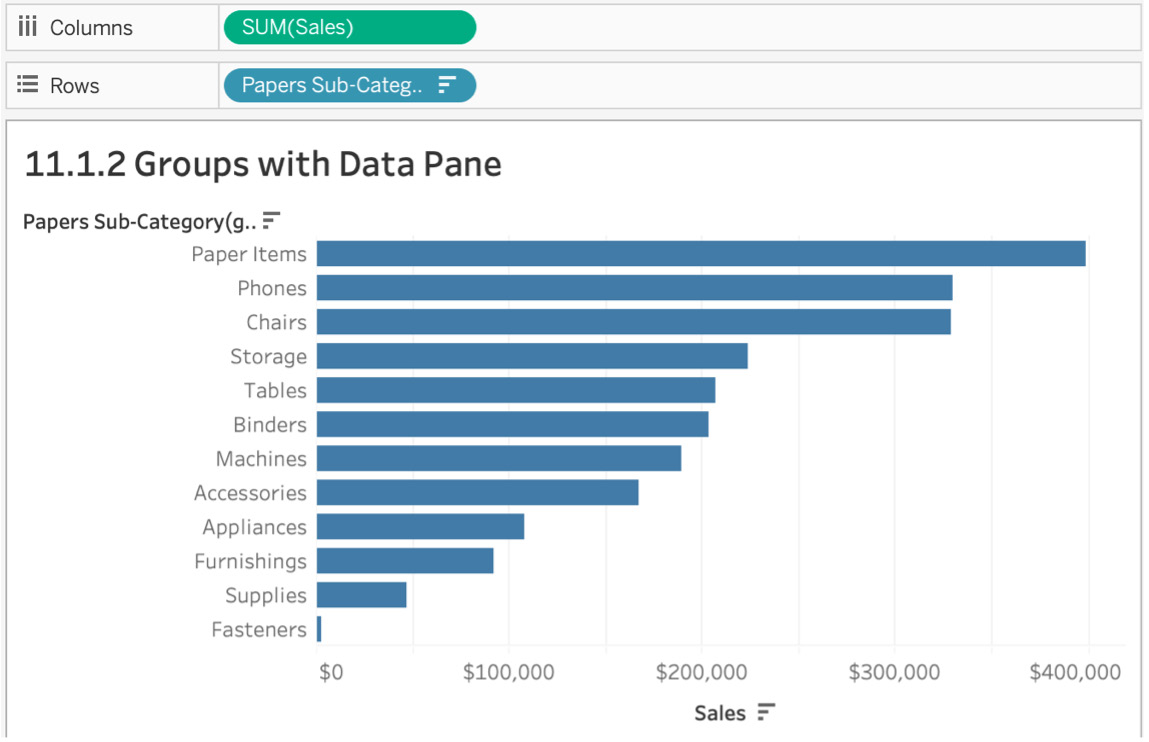 Columns SUM(Sales)
Rows Papers Sub-Categ..
11.1.2 Groups with Data Pane
Papers Sub-Category(g..
Paper Items
Phones
Chairs
Storage
Tables
Binders
Machines
Accessories
Appliances
Furnishings
Supplies
Fasteners
$0 $100,000 $200,000 $300,000 $400,000
Sales